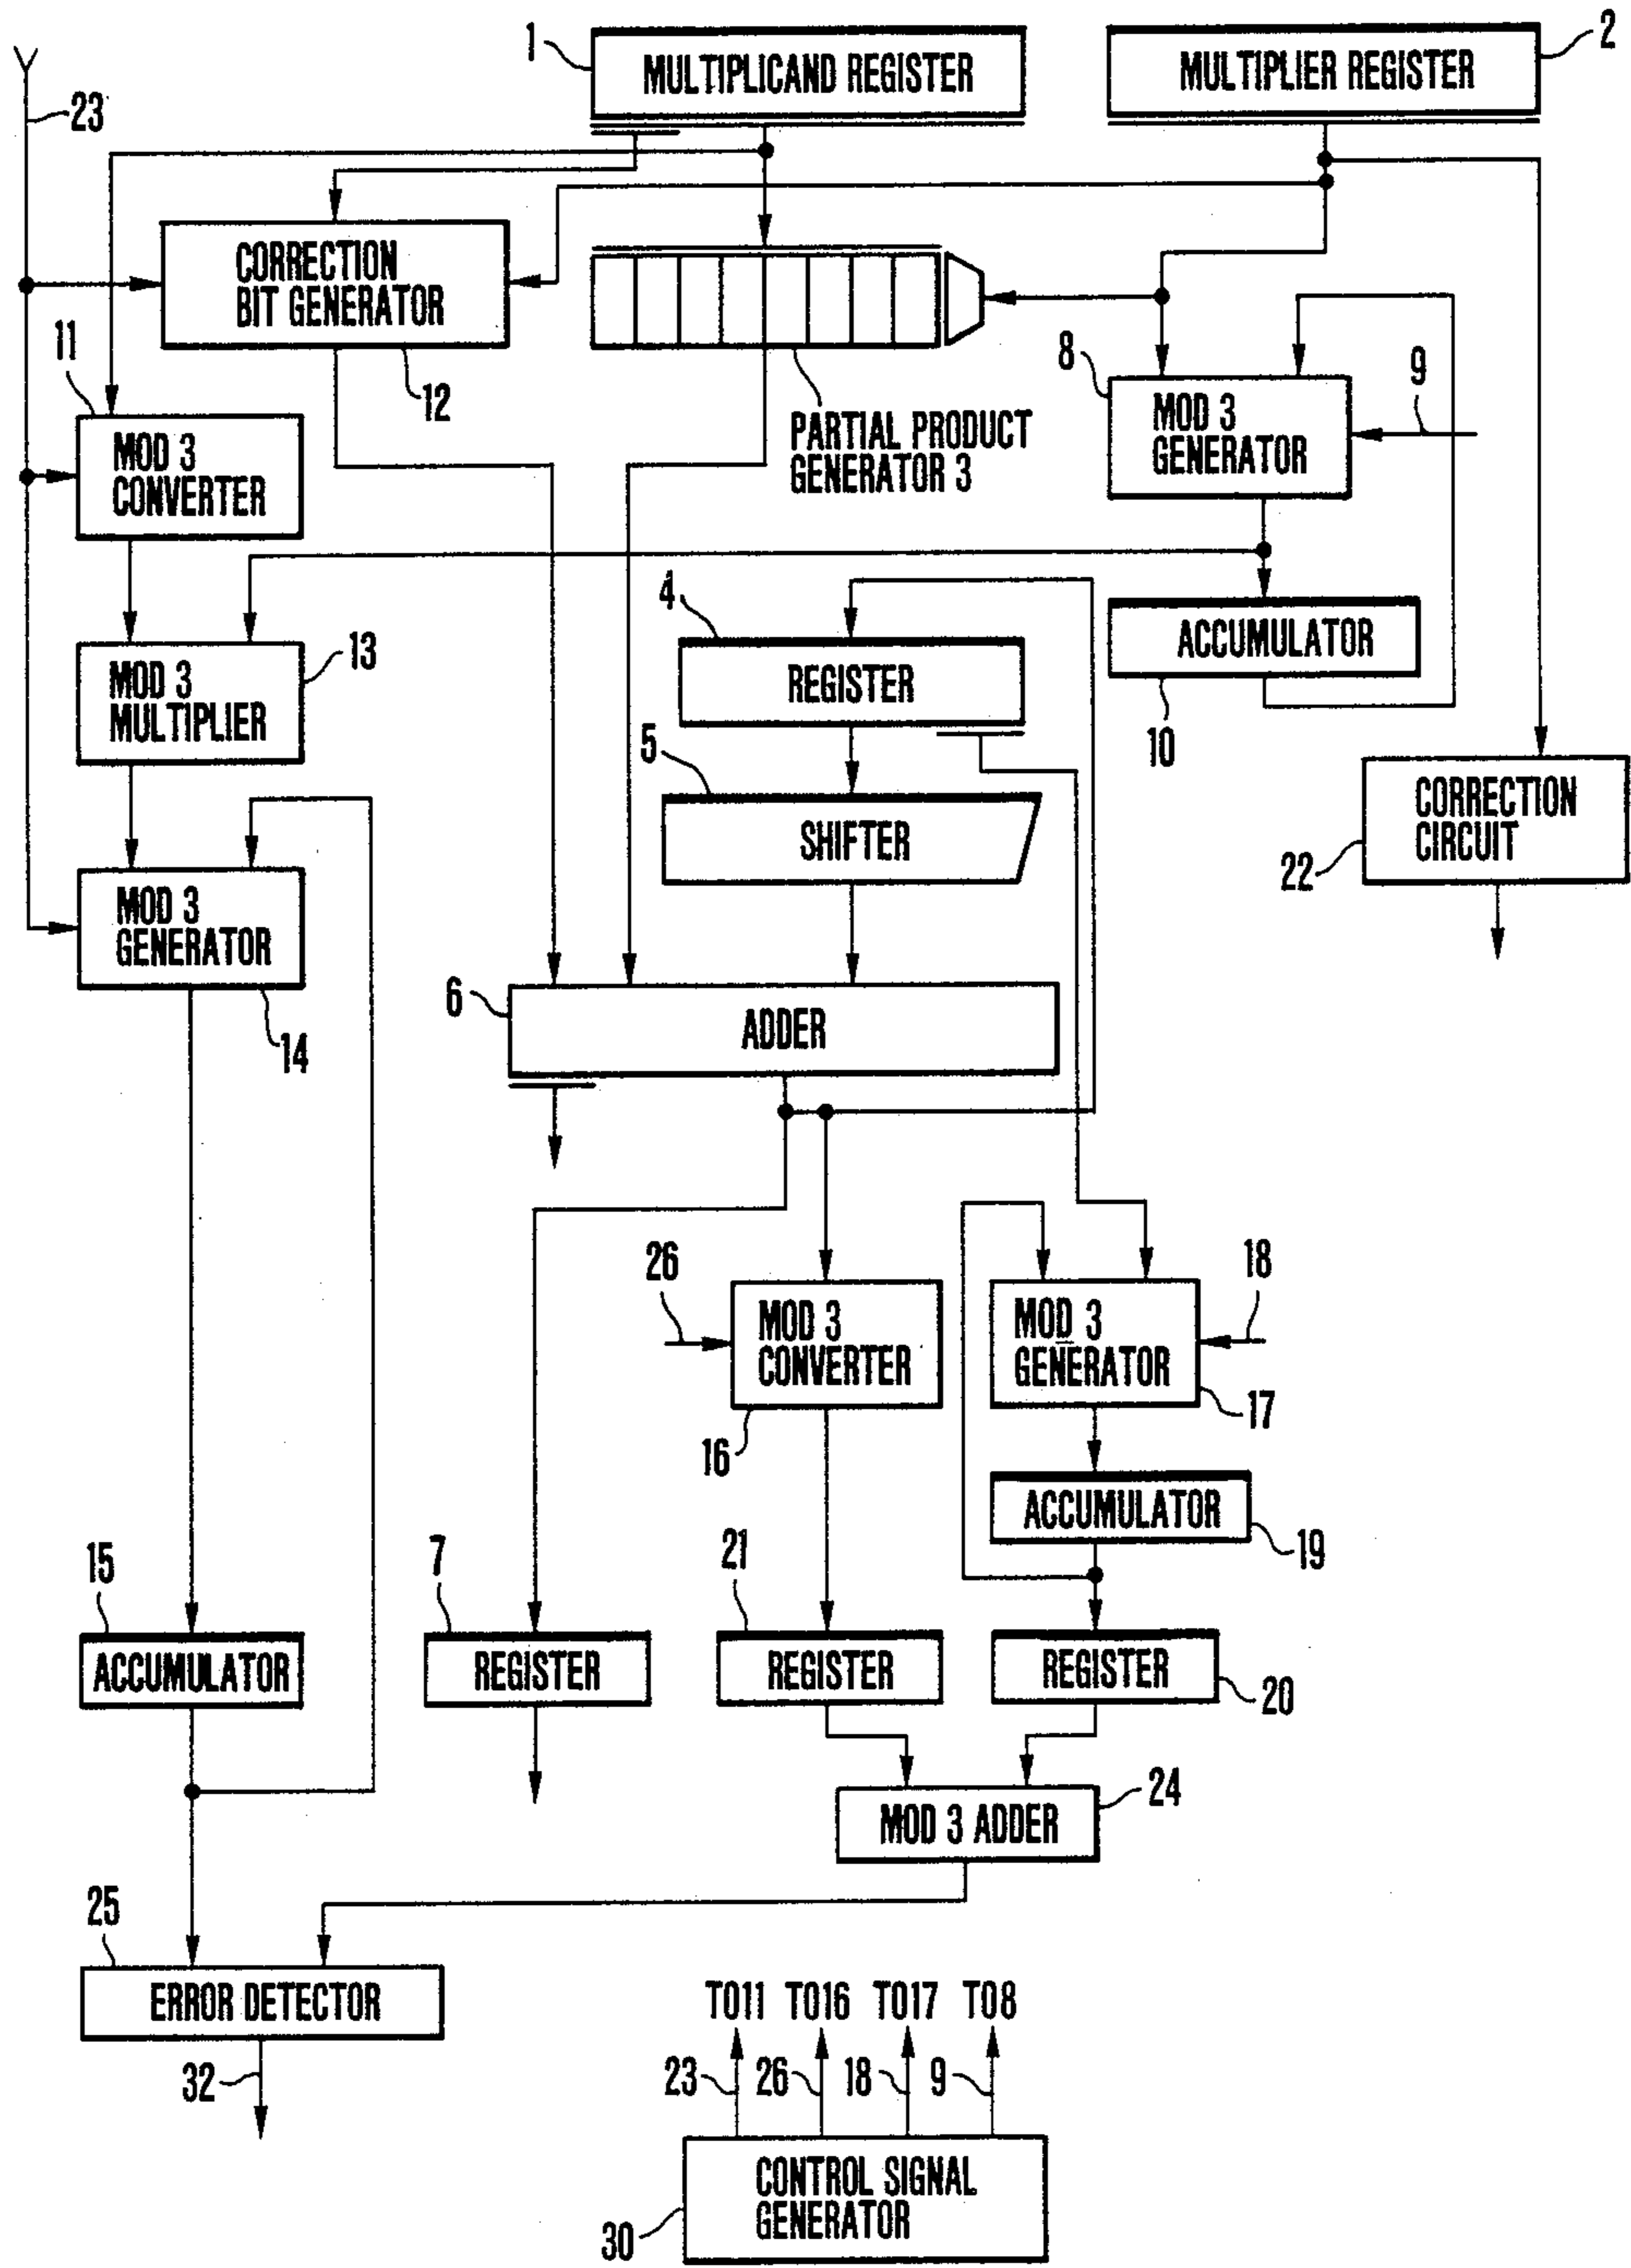 1
MULTIPLICAND REGISTER
2
MULTIPLIER REGISTER
23
CORRECTION
BIT GENERATOR
12
PARTIAL PRODUCT
GENERATOR 3
8
MOD 3
GENERATOR
9
11
MOD 3
CONVERTER
4
REGISTER
ACCUMULATOR
10
MOD 3
MULTIPLIER
13
5
SHIFTER
CORRECTION
CIRCUIT
22
MOD 3
GENERATOR
14
6
ADDER
26
MOD 3
CONVERTER
16
MOD 3
GENERATOR
18
17
ACCUMULATOR
19
15
ACCUMULATOR
7
REGISTER
21
REGISTER
REGISTER
20
MOD 3 ADDER
24
25
ERROR DETECTOR
32
TO11 TO16 TO17 TO8
23 26 18 9
CONTROL SIGNAL
GENERATOR
30